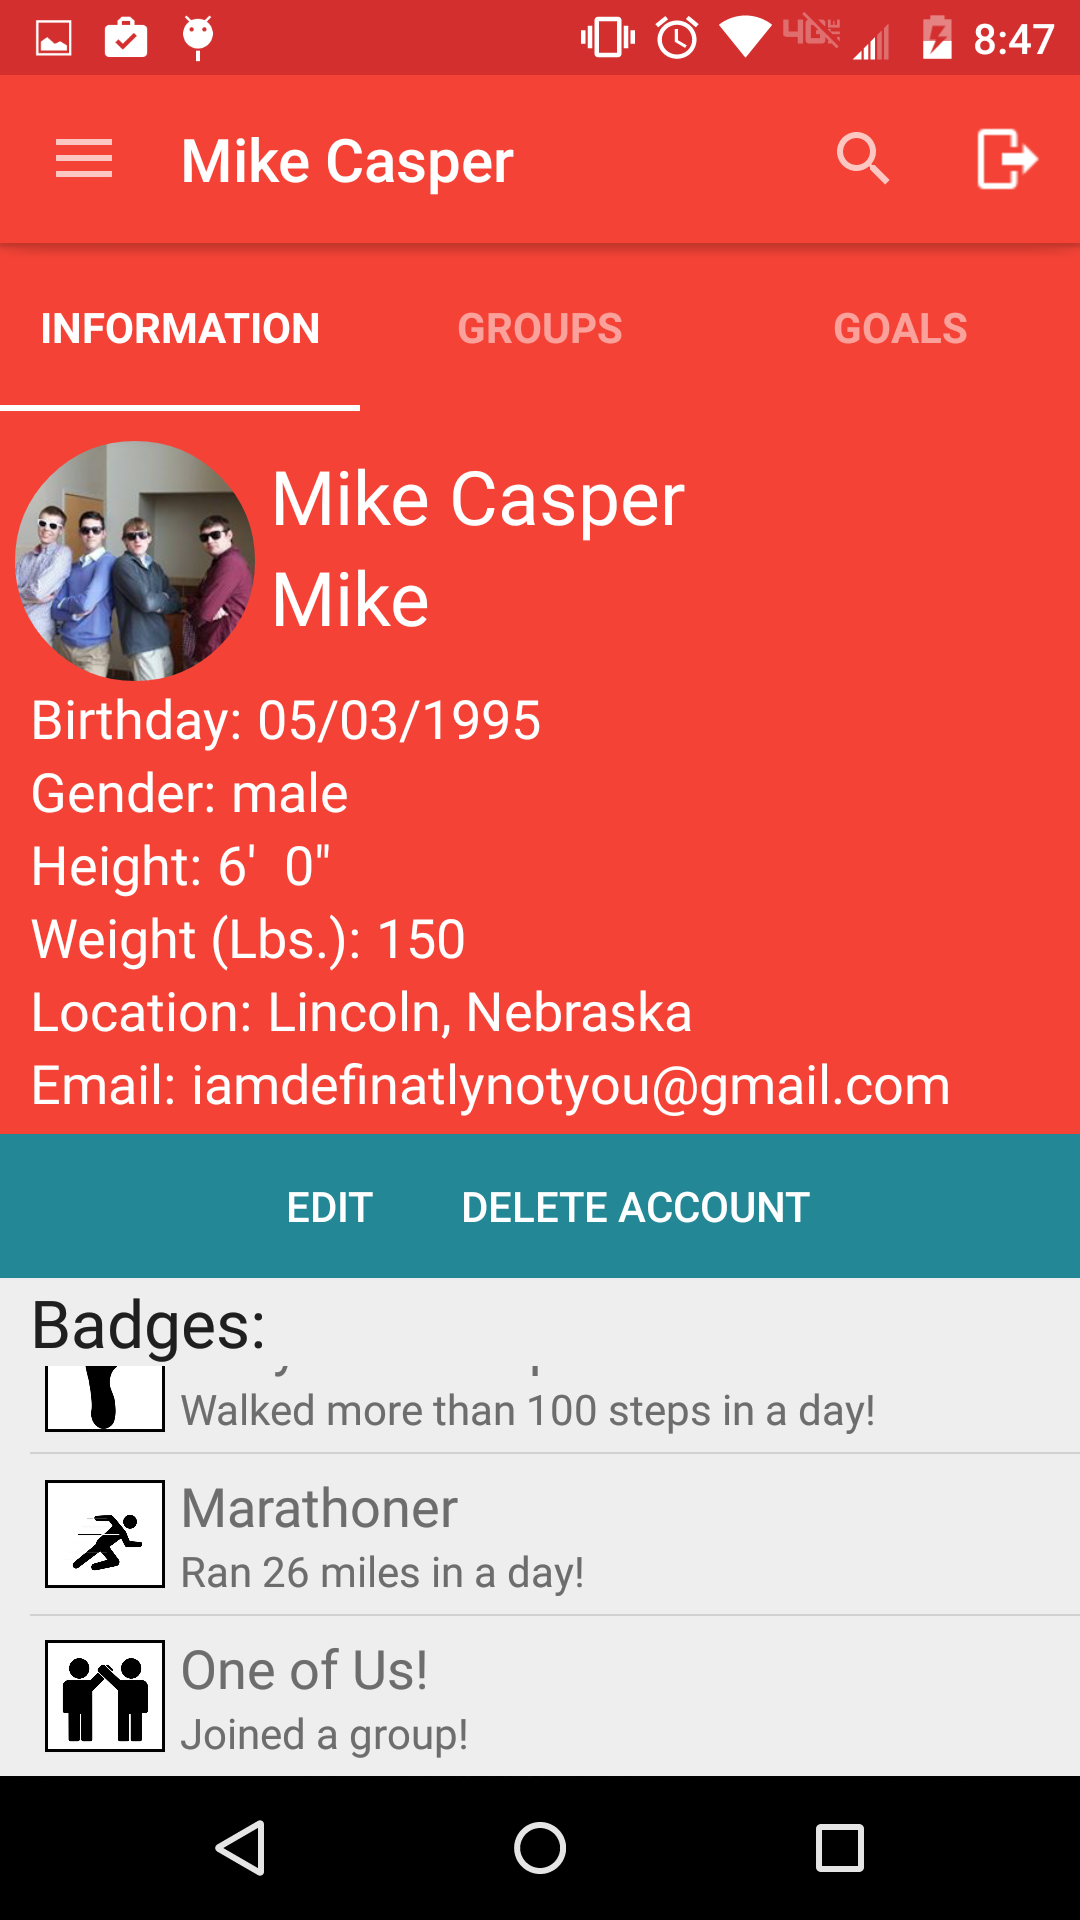 4G LTE 8:47
Mike Casper
INFORMATION GROUPS GOALS
Mike Casper
Mike
Birthday: 05/03/1995
Gender: male
Height: 6'  0"
Weight (Lbs.): 150
Location: Lincoln, Nebraska
Email: iamdefinatlynotyou@gmail.com
EDIT DELETE ACCOUNT
Badges:
Walked more than 100 steps in a day!
Marathoner
Ran 26 miles in a day!
One of Us!
Joined a group!